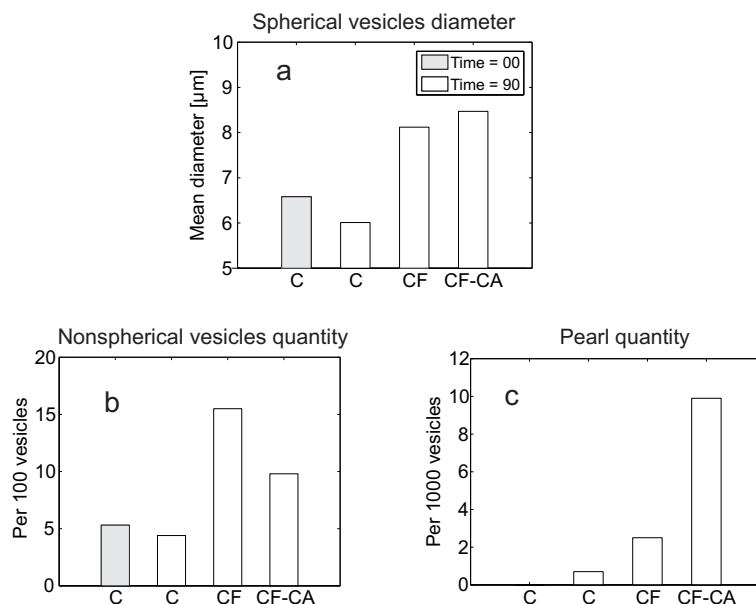 Spherical vesicles diameter
a
Time = 00
Time = 90
Mean diameter [µm]
10
9
8
7
6
5
C C CF CF-CA
Nonspherical vesicles quantity
b
Per 100 vesicles
20
15
10
5
0
C C CF CF-CA
Pearl quantity
c
Per 1000 vesicles
12
10
8
6
4
2
0
C C CF CF-CA